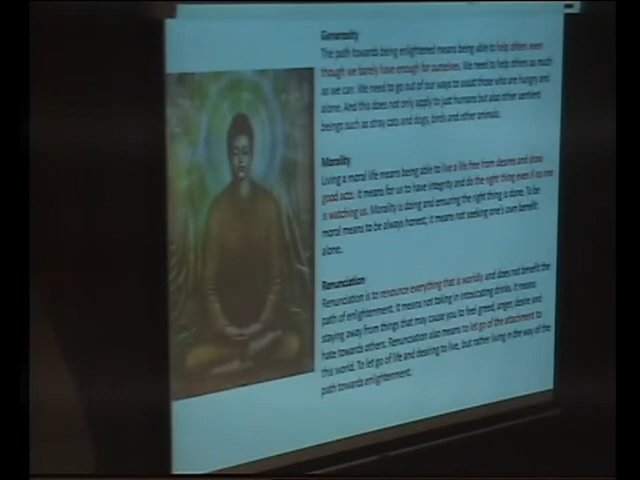 Generosity
The path towards being enlightened means being able to help others even
though we barely have enough for ourselves. We need to help others as much
as we can. We need to go out of our ways to assist those who are hungry and
alone. And this does not only apply to just humans but also other sentient
beings such as stray cats and dogs, birds and other animals.
Morality
Living a moral life means being able to live a life free from desires and show
good acts. It means for us to have integrity and do the right thing even if no one
is watching us. Morality is doing and ensuring the right thing is done. To be
moral means to be always honest; it means not seeking one's own benefit
alone.
Renunciation
Renunciation is to renounce everything that is worldly and does not benefit the
path of enlightenment. It means not taking in intoxicating drinks. It means
staying away from things that may cause you to feel greed, anger, desire and
hate towards others. Renunciation also means to let go of the attachment to
this world. To let go of life and desiring to live, but rather living in the way of the
path towards enlightenment.